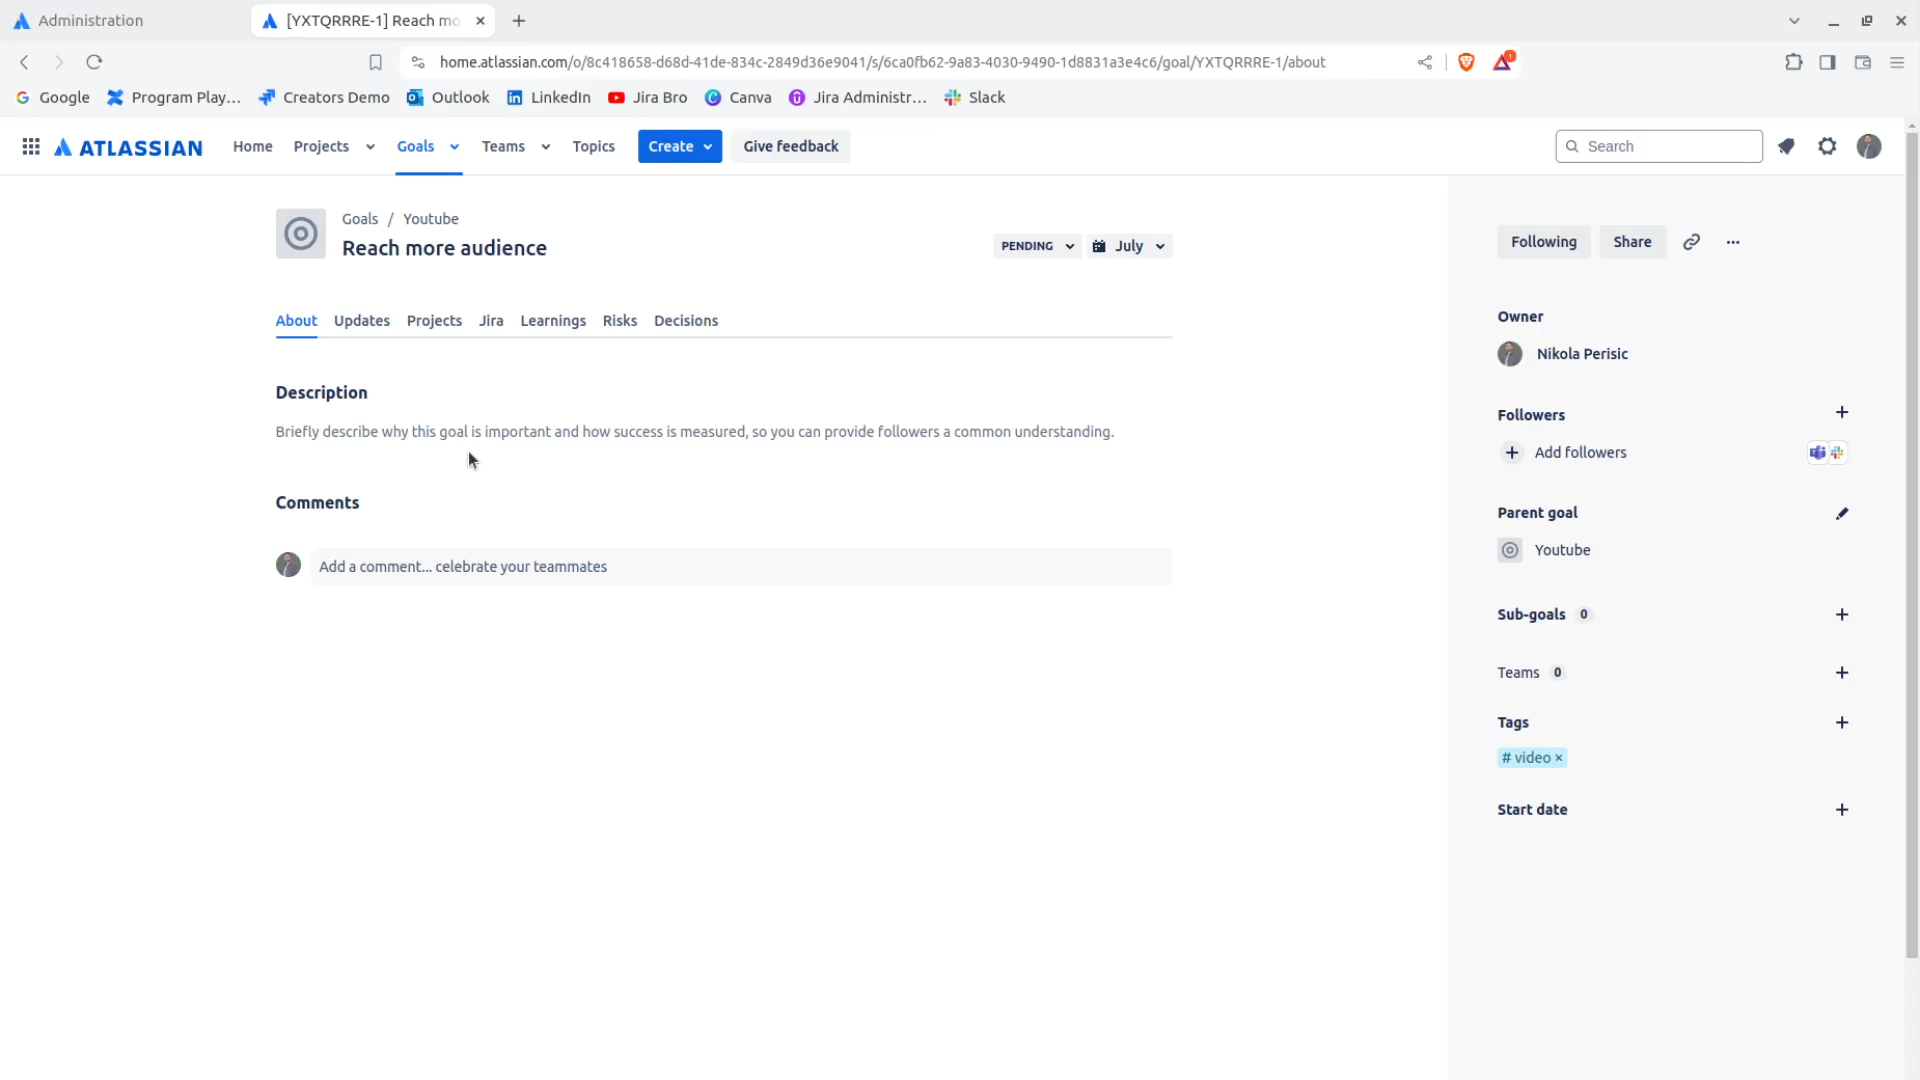 Administration
[YXTQRRRE-1] Reach mo
home.atlassian.com/o/8c418658-d68d-41de-834c-2849d36e9041/s/6ca0fb62-9a83-4030-9490-1d8831a3e4c6/goal/YXTQRRRE-1/about
1
Google Program Play... Creators Demo Outlook LinkedIn Jira Bro Canva Jira Administr... Slack
ATLASSIAN Home Projects Goals Teams Topics Create Give feedback Search
Goals / Youtube
Reach more audience
PENDING July
Following Share
About Updates Projects Jira Learnings Risks Decisions
Owner
Nikola Perisic
Description
Briefly describe why this goal is important and how success is measured, so you can provide followers a common understanding.
Followers
Add followers
Comments
Add a comment... celebrate your teammates
Parent goal
Youtube
Sub-goals 0
Teams 0
Tags
# video ×
Start date